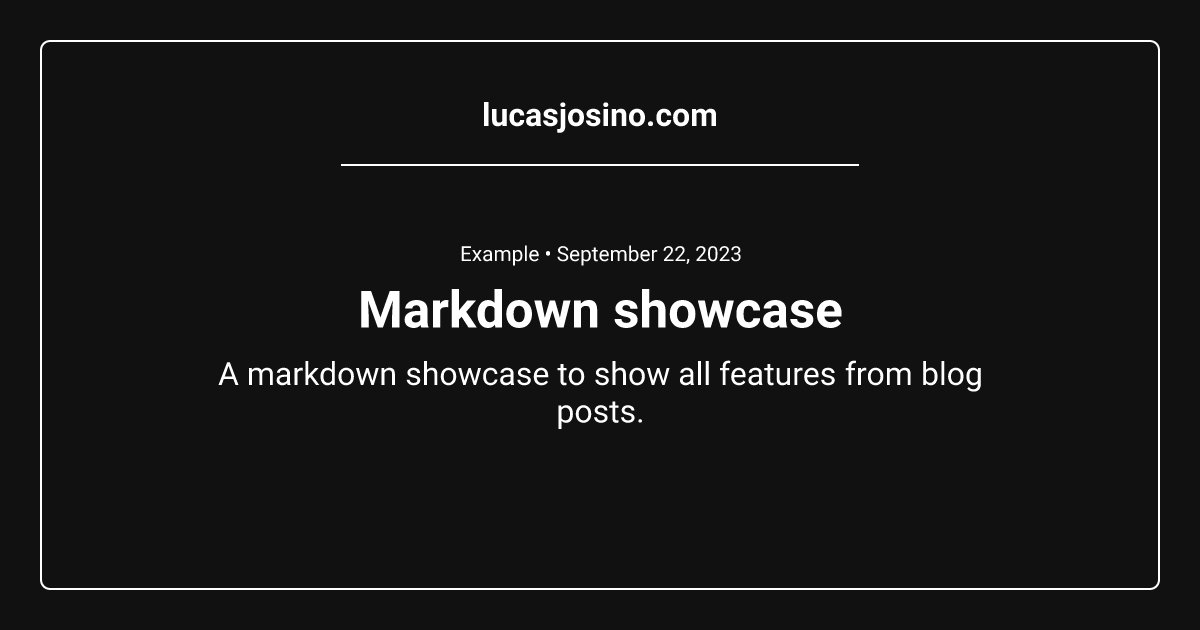 lucasjosino.com
Example • September 22, 2023
Markdown showcase
A markdown showcase to show all features from blog
posts.